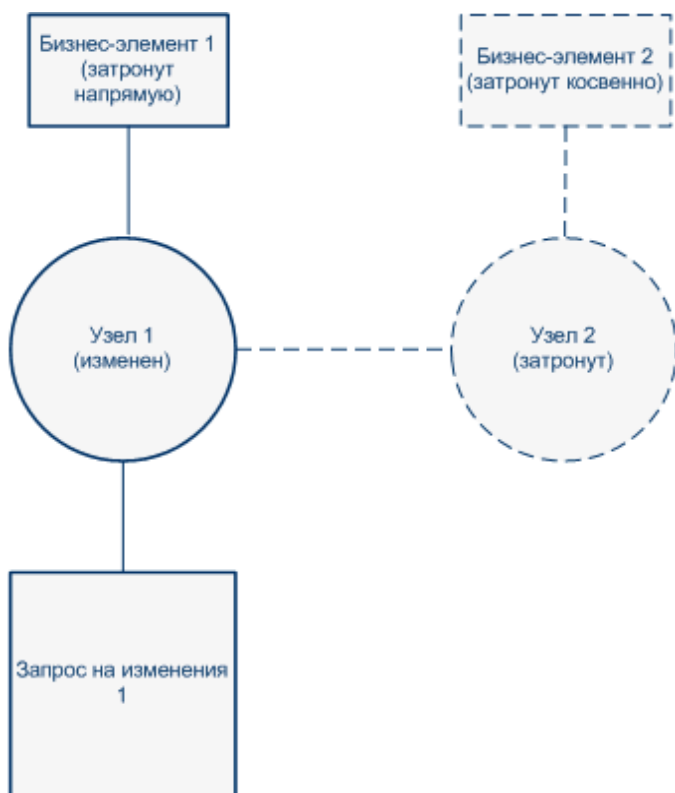 Бизнес-элемент 1
(затронут
напрямую)
Бизнес-элемент 2
(затронут косвенно)
Узел 1
(изменен)
Узел 2
(затронут)
Запрос на изменения
1